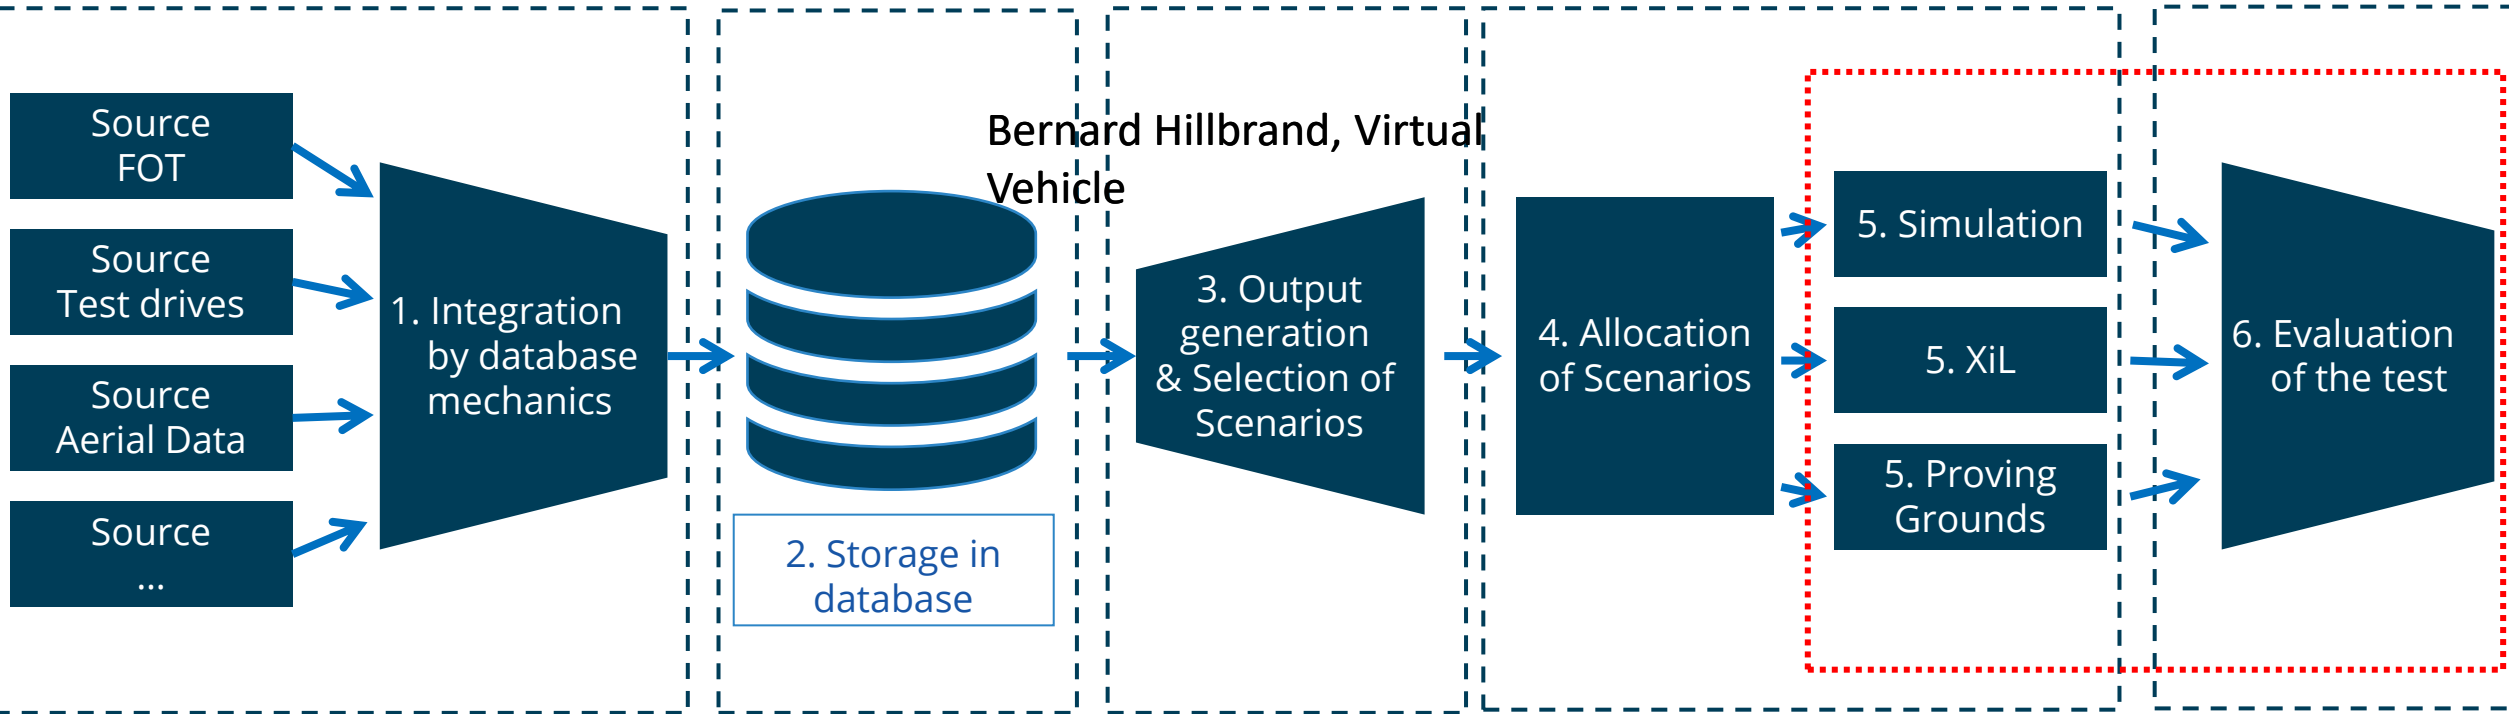 Source
FOT
Source
Test drives
Source
Aerial Data
Source
...
1. Integration
by database
mechanics
2. Storage in
database
Bernard Hillbrand, Virtual
Vehicle
3. Output
generation
& Selection of
Scenarios
4. Allocation
of Scenarios
5. Simulation
5. XiL
5. Proving
Grounds
6. Evaluation
of the test